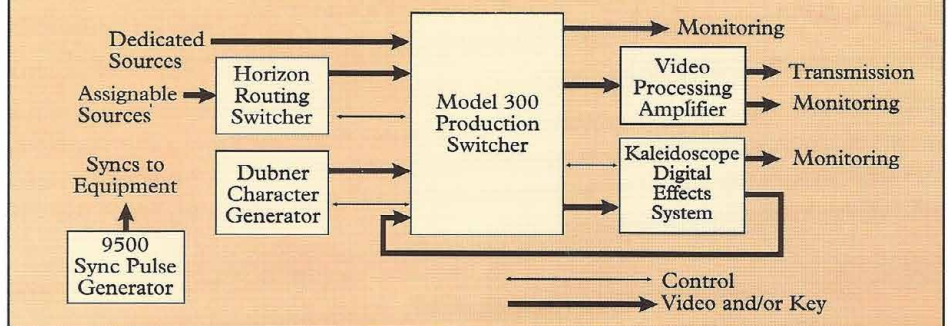 Dedicated
Sources
Assignable
Sources
Horizon
Routing
Switcher
Syncs to
Equipment
9500
Sync Pulse
Generator
Dubner
Character
Generator
Model 300
Production
Switcher
Monitoring
Video
Processing
Amplifier
Transmission
Monitoring
Kaleidoscope
Digital
Effects
System
Monitoring
Control
Video and/or Key